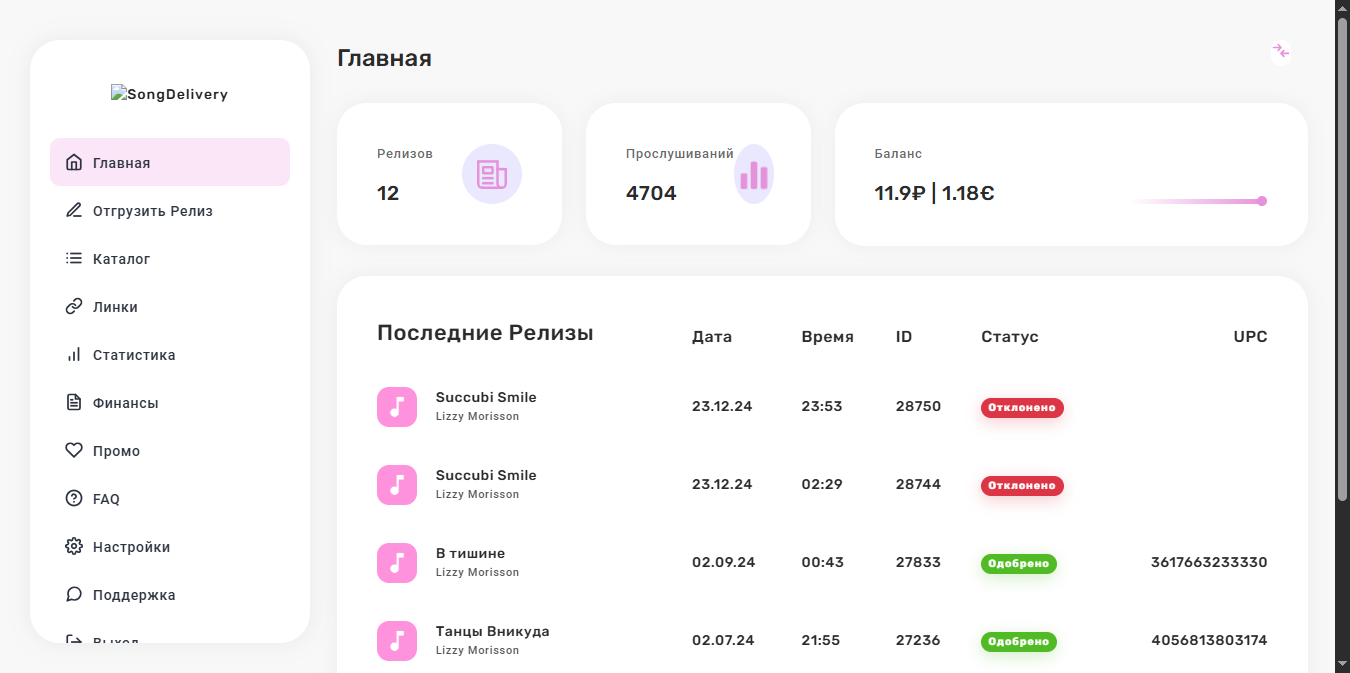 SongDelivery
Главная
Отгрузить Релиз
Каталог
Линки
Статистика
Финансы
Промо
FAQ
Настройки
Поддержка
Выход
Главная
Релизов
12
Прослушиваний
4704
Баланс
11.9₽ | 1.18€
Последние Релизы Дата Время ID Статус UPC
Succubi Smile
Lizzy Morisson
23.12.24 23:53 28750 Отклонено
Succubi Smile
Lizzy Morisson
23.12.24 02:29 28744 Отклонено
В тишине
Lizzy Morisson
02.09.24 00:43 27833 Одобрено 3617663233330
Танцы Вникуда
Lizzy Morisson
02.07.24 21:55 27236 Одобрено 4056813803174